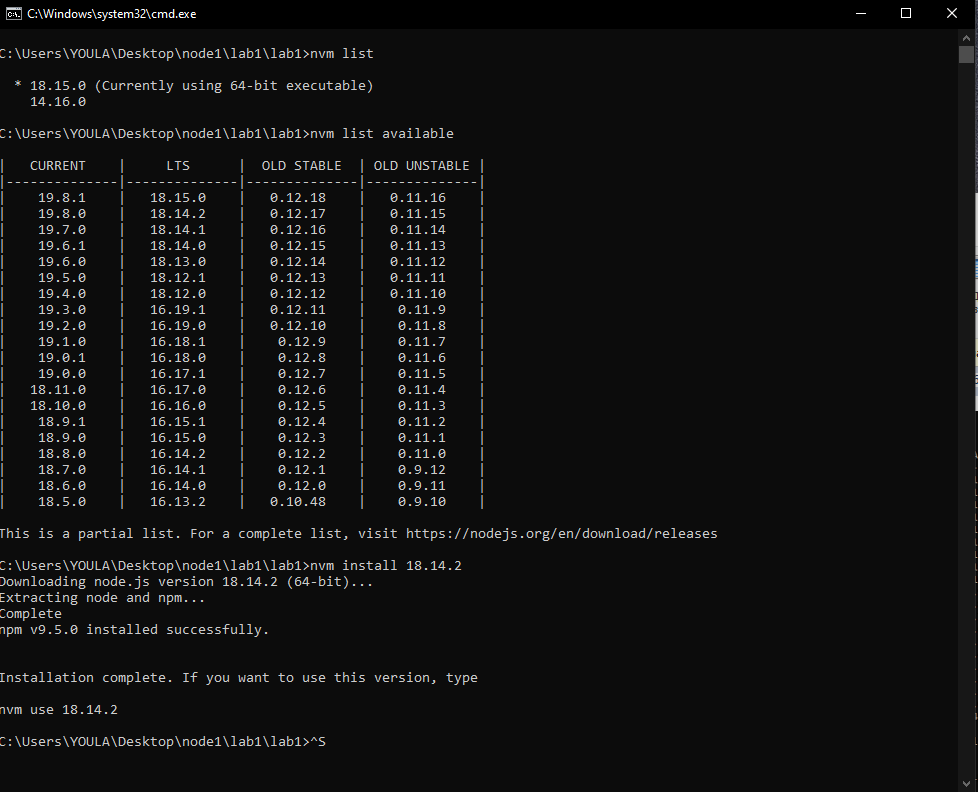 C:\Windows\system32\cmd.exe
C:\Users\YOULA\Desktop\node1\lab1\lab1>nvm list
* 18.15.0 (Currently using 64-bit executable)
14.16.0
C:\Users\YOULA\Desktop\node1\lab1\lab1>nvm list available
| CURRENT | LTS | OLD STABLE | OLD UNSTABLE |
|--------------|--------------|--------------|--------------|
| 19.8.1 | 18.15.0 | 0.12.18 | 0.11.16 |
| 19.8.0 | 18.14.2 | 0.12.17 | 0.11.15 |
| 19.7.0 | 18.14.1 | 0.12.16 | 0.11.14 |
| 19.6.1 | 18.14.0 | 0.12.15 | 0.11.13 |
| 19.6.0 | 18.13.0 | 0.12.14 | 0.11.12 |
| 19.5.0 | 18.12.1 | 0.12.13 | 0.11.11 |
| 19.4.0 | 18.12.0 | 0.12.12 | 0.11.10 |
| 19.3.0 | 16.19.1 | 0.12.11 | 0.11.9 |
| 19.2.0 | 16.19.0 | 0.12.10 | 0.11.8 |
| 19.1.0 | 16.18.1 | 0.12.9 | 0.11.7 |
| 19.0.1 | 16.18.0 | 0.12.8 | 0.11.6 |
| 19.0.0 | 16.17.1 | 0.12.7 | 0.11.5 |
| 18.11.0 | 16.17.0 | 0.12.6 | 0.11.4 |
| 18.10.0 | 16.16.0 | 0.12.5 | 0.11.3 |
| 18.9.1 | 16.15.1 | 0.12.4 | 0.11.2 |
| 18.9.0 | 16.15.0 | 0.12.3 | 0.11.1 |
| 18.8.0 | 16.14.2 | 0.12.2 | 0.11.0 |
| 18.7.0 | 16.14.1 | 0.12.1 | 0.9.12 |
| 18.6.0 | 16.14.0 | 0.12.0 | 0.9.11 |
| 18.5.0 | 16.13.2 | 0.10.48 | 0.9.10 |
This is a partial list. For a complete list, visit https://nodejs.org/en/download/releases
C:\Users\YOULA\Desktop\node1\lab1\lab1>nvm install 18.14.2
Downloading node.js version 18.14.2 (64-bit)...
Extracting node and npm...
Complete
npm v9.5.0 installed successfully.
Installation complete. If you want to use this version, type
nvm use 18.14.2
C:\Users\YOULA\Desktop\node1\lab1\lab1>^S